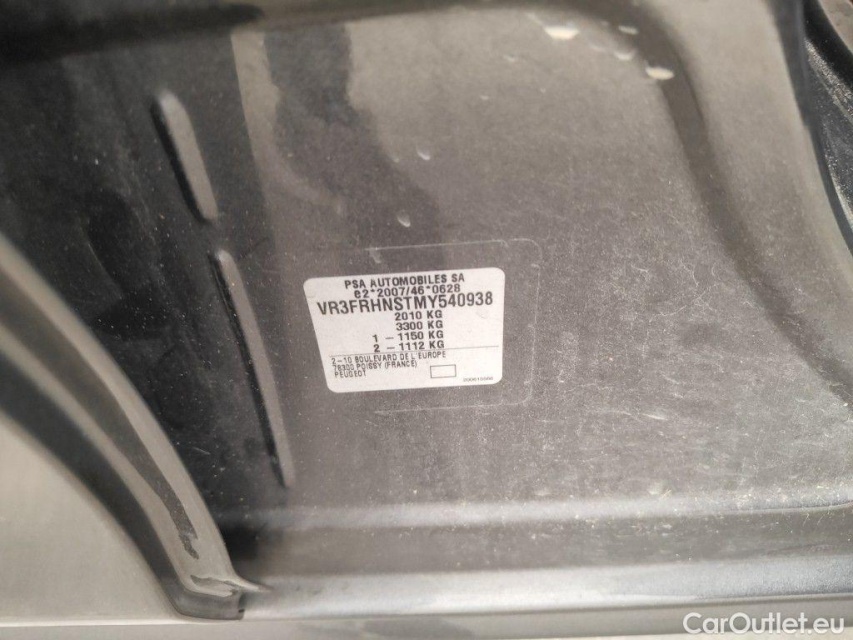 PSA AUTOMOBILES SA
e2*2007/46*0628
VR3FRHNSTMY540938
2010 KG
3300 KG
1 - 1150 KG
2 - 1112 KG
2-10 BOULEVARD DE L'EUROPE
78300 POISSY (FRANCE)
PEUGEOT
CarOutlet.eu